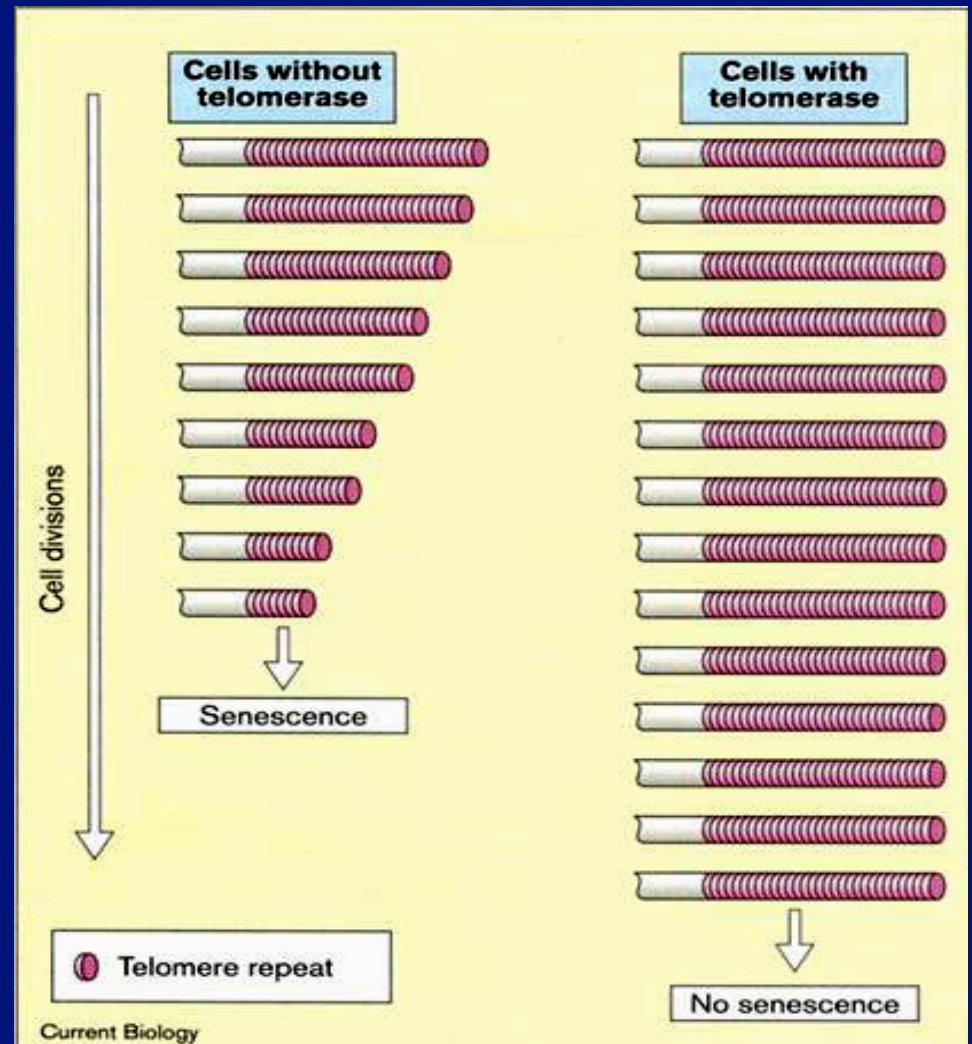 Cells without
telomerase
Cells with
telomerase
Cell divisions
Senescence
Telomere repeat
No senescence
Current Biology